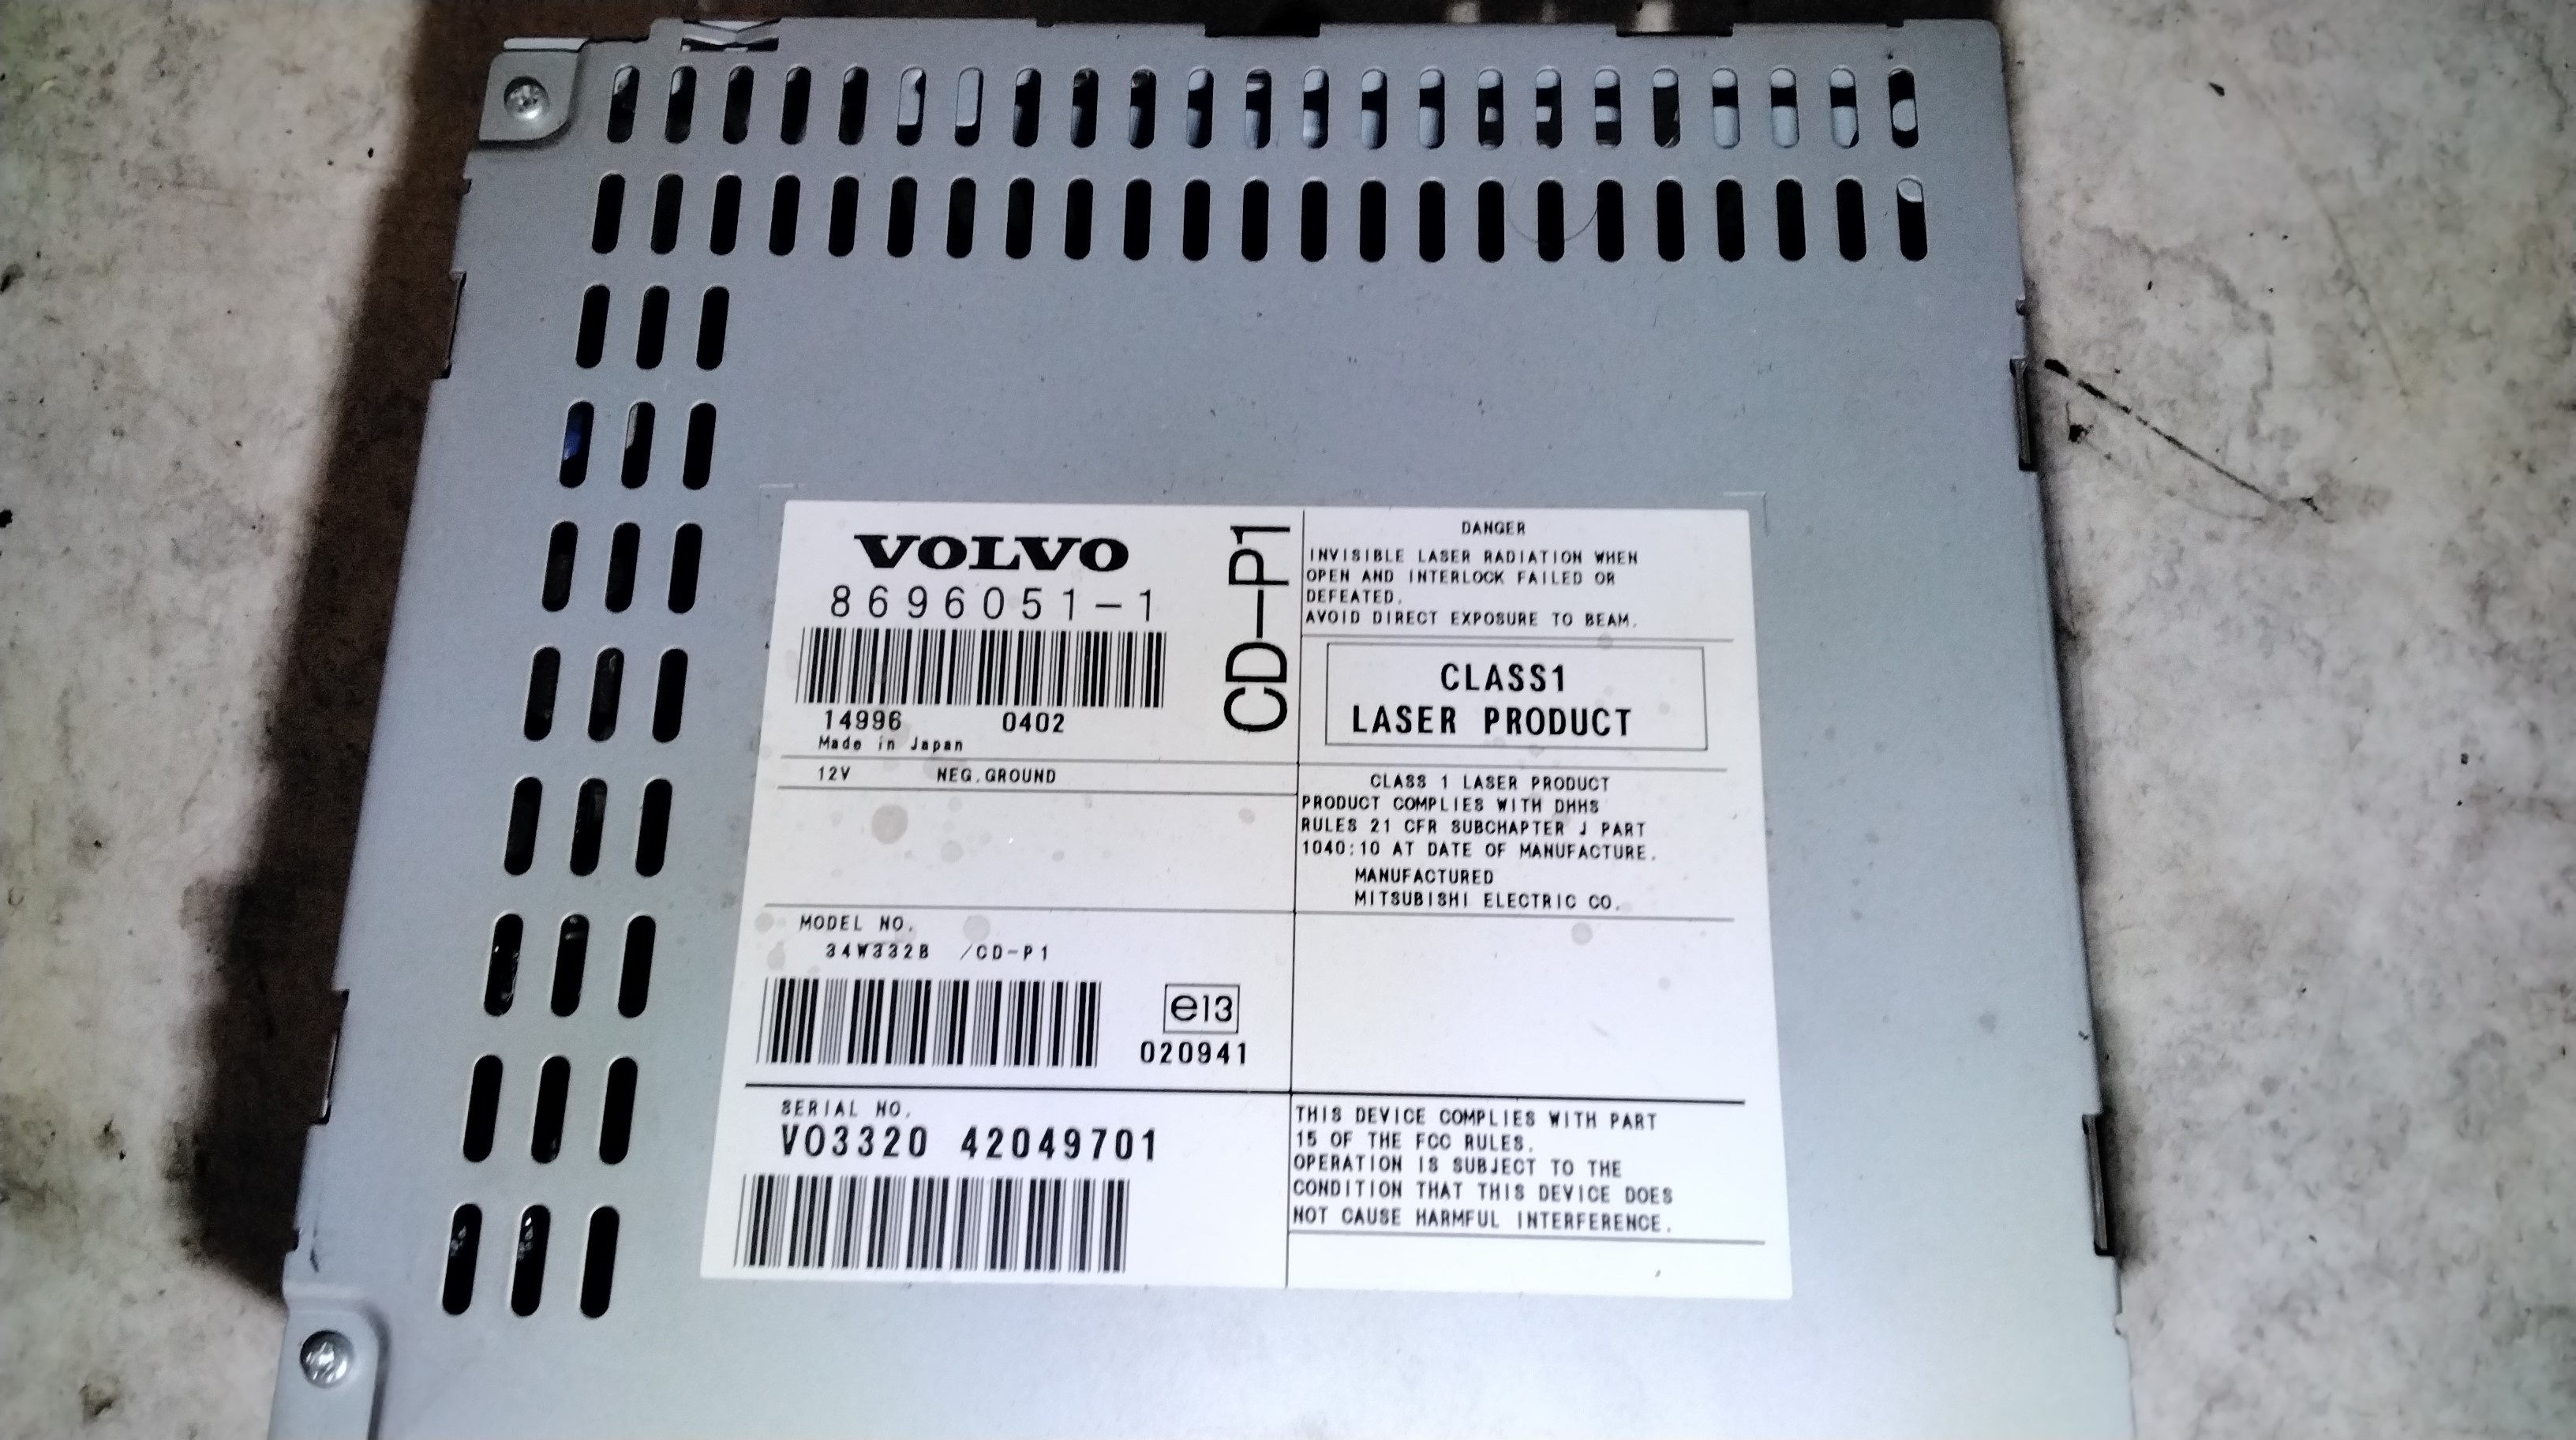 VOLVO
8696051-1
14996 0402
Made in Japan
CD-P1
12V NEG.GROUND
MODEL NO.
34W332B /CD-P1
e13
020941
SERIAL NO.
VO3320 42049701
DANGER
INVISIBLE LASER RADIATION WHEN
OPEN AND INTERLOCK FAILED OR
DEFEATED.
AVOID DIRECT EXPOSURE TO BEAM.
CLASS1
LASER PRODUCT
CLASS 1 LASER PRODUCT
PRODUCT COMPLIES WITH DHHS
RULES 21 CFR SUBCHAPTER J PART
1040:10 AT DATE OF MANUFACTURE.
MANUFACTURED
MITSUBISHI ELECTRIC CO.
THIS DEVICE COMPLIES WITH PART
15 OF THE FCC RULES.
OPERATION IS SUBJECT TO THE
CONDITION THAT THIS DEVICE DOES
NOT CAUSE HARMFUL INTERFERENCE.